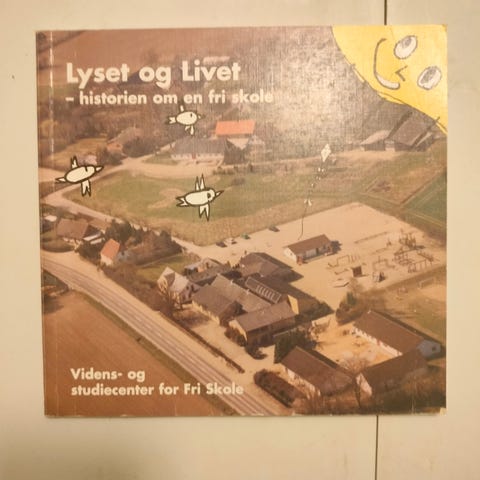 Lyset og Livet
– historien om en fri skole
Videns- og
studiecenter for Fri Skole